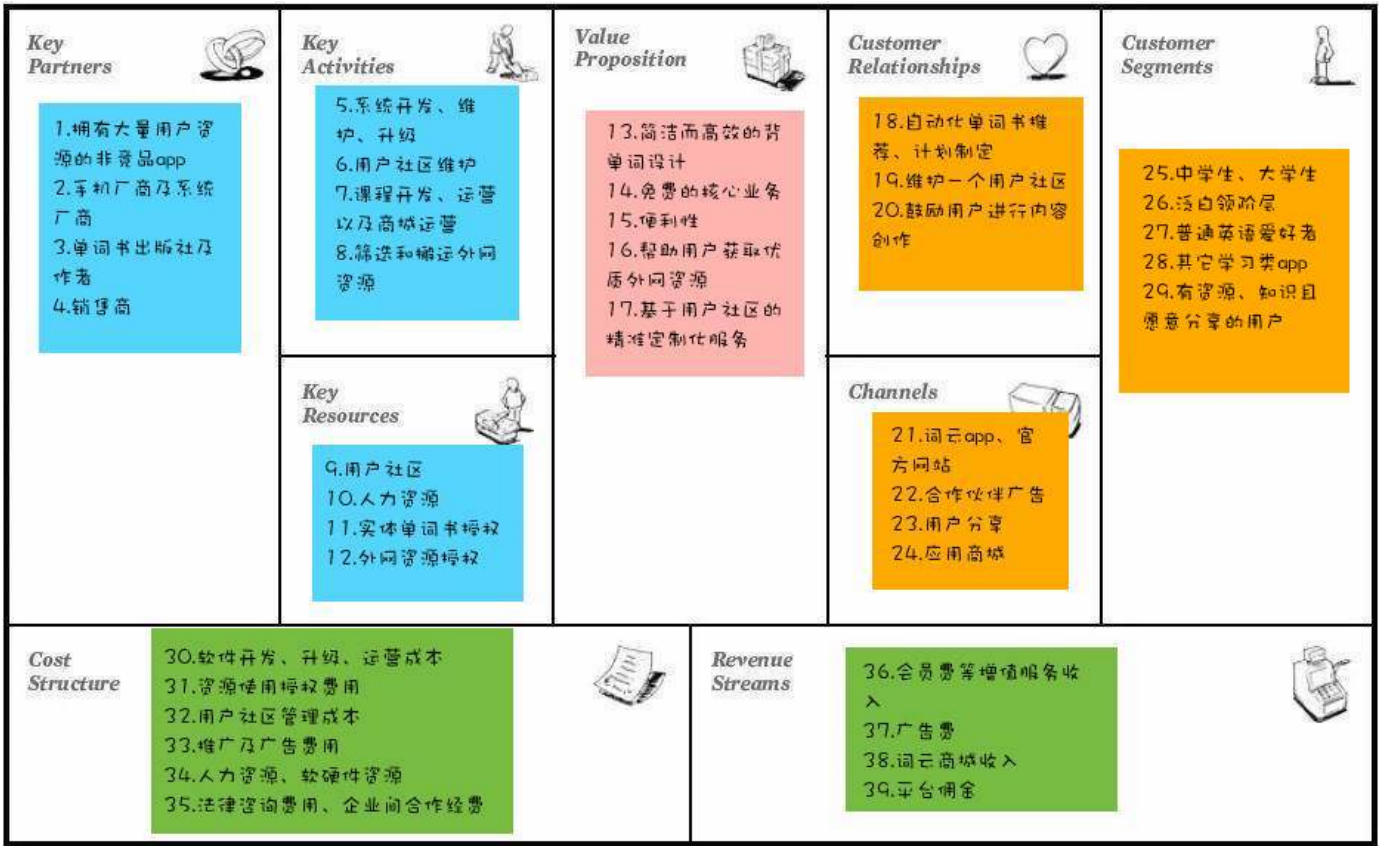 Key
Partners
1.拥有大量用户资
源的非竞品app
2.手机厂商及系统
厂商
3.单词书出版社及
作者
4.销售商
Key
Activities
5.系统开发、维
护、升级
6.用户社区维护
7.课程开发、运营
以及商城运营
8.筛选和搬运外网
资源
Key
Resources
9.用户社区
10.人力资源
11.实体单词书授权
12.外网资源授权
Value
Proposition
13.简洁而高效的背
单词设计
14.免费的核心业务
15.便利性
16.帮助用户获取优
质外网资源
17.基于用户社区的
精准定制化服务
Customer
Relationships
18.自动化单词书推
荐、计划制定
19.维护一个用户社区
20.鼓励用户进行内容
创作
Channels
21.词云app、官
方网站
22.合作伙伴广告
23.用户分享
24.应用商城
Customer
Segments
25.中学生、大学生
26.泛白领阶层
27.普通英语爱好者
28.其它学习类app
29.有资源、知识且
愿意分享的用户
Cost
Structure
30.软件开发、升级、运营成本
31.资源使用授权费用
32.用户社区管理成本
33.推广及广告费用
34.人力资源、软硬件资源
35.法律咨询费用、企业间合作经费
Revenue
Streams
36.会员费等增值服务收
入
37.广告费
38.词云商城收入
39.平台佣金